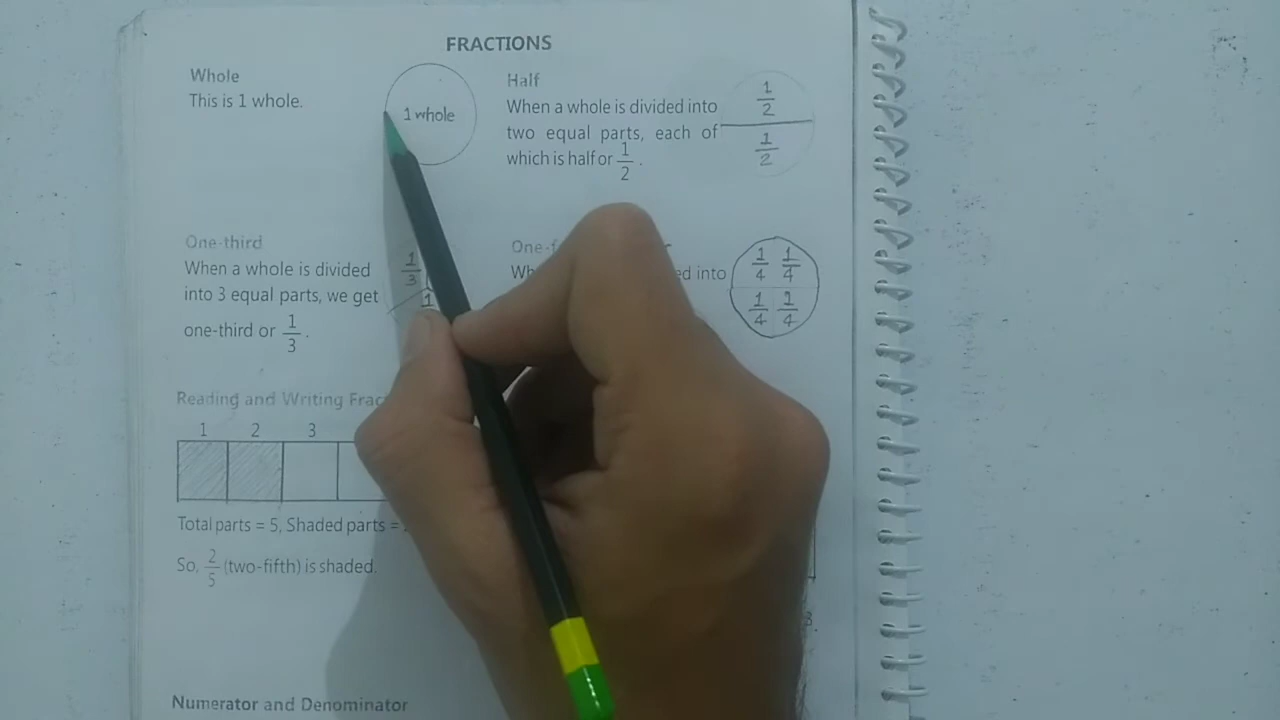 FRACTIONS
Whole
This is 1 whole.
1 whole
Half
When a whole is divided into
two equal parts, each of
which is half or 1/2 .
1/2
1/2
One-third
When a whole is divided
into 3 equal parts, we get
one-third or 1/3 .
1/3
1
ed into
1/4 1/4
1/4 1/4
Reading and Writing
1 2 3
Total parts = 5, Shaded parts =
So, 2/5 (two-fifth) is shaded.
Numerator and Denominator